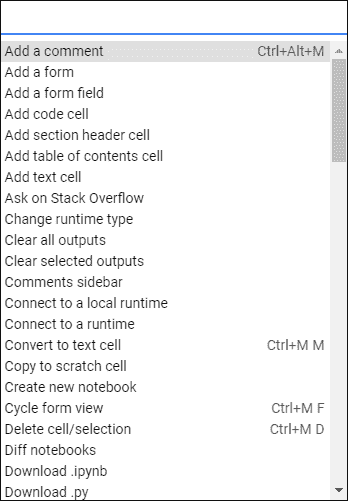 Add a comment Ctrl+Alt+M
Add a form
Add a form field
Add code cell
Add section header cell
Add table of contents cell
Add text cell
Ask on Stack Overflow
Change runtime type
Clear all outputs
Clear selected outputs
Comments sidebar
Connect to a local runtime
Connect to a runtime
Convert to text cell Ctrl+M M
Copy to scratch cell
Create new notebook
Cycle form view Ctrl+M F
Delete cell/selection Ctrl+M D
Diff notebooks
Download .ipynb
Download .py